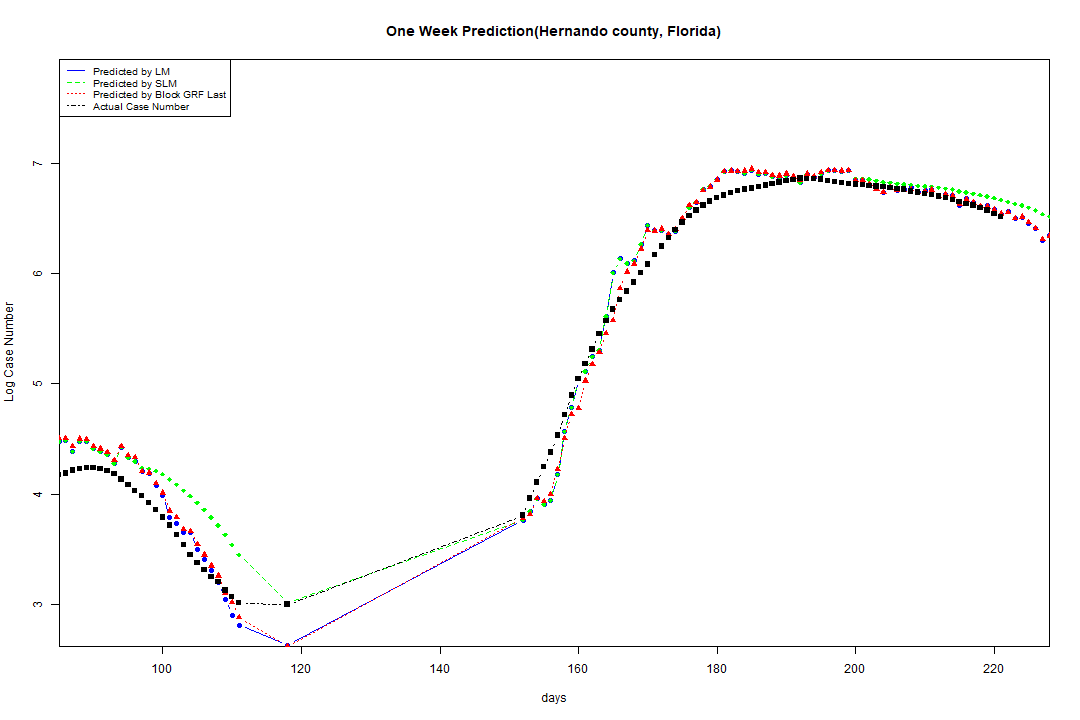 One Week Prediction(Hernando county, Florida)
Predicted by LM
Predicted by SLM
Predicted by Block GRF Last
Actual Case Number
7
6
5
4
3
Log Case Number
100 120 140 160 180 200 220
days